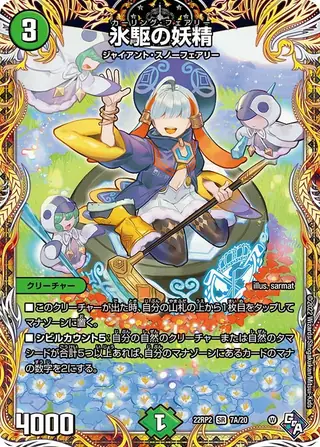 3
カーリング・フェアリー
氷駆の妖精
ジャイアント・スノーフェアリー
クリーチャー
illus. sarmat
■このクリーチャーが出た時、自分の山札の上から1枚目をタップして
マナゾーンに置く。
■シビルカウント5：自分の自然のクリーチャーまたは自然のタマ
シードが合計5つ以上あれば、自分のマナゾーンにあるカードのマナ
の数字を2にする。
4000
1
22RP2 SR 7A/20
W